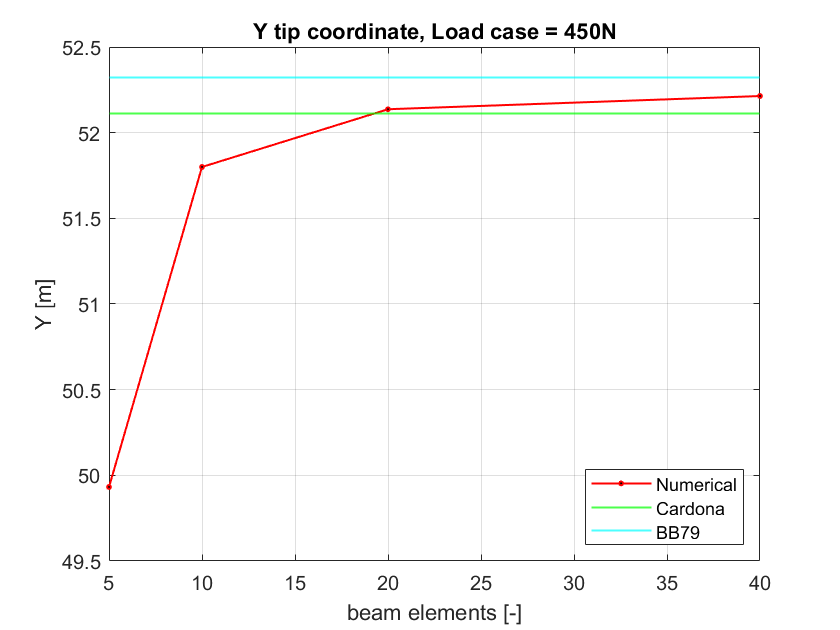 Y tip coordinate, Load case = 450N
52.5
52
51.5
51
50.5
50
49.5
Y [m]
5 10 15 20 25 30 35 40
beam elements [-]
Numerical
Cardona
BB79